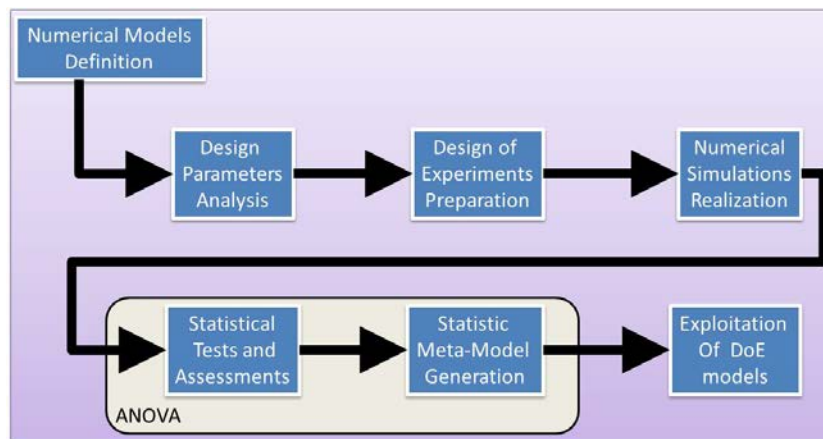 Numerical Models
Definition
Design
Parameters
Analysis
Design of
Experiments
Preparation
Numerical
Simulations
Realization
Statistical
Tests and
Assessments
Statistic
Meta-Model
Generation
Exploitation
Of DoE
models
ANOVA